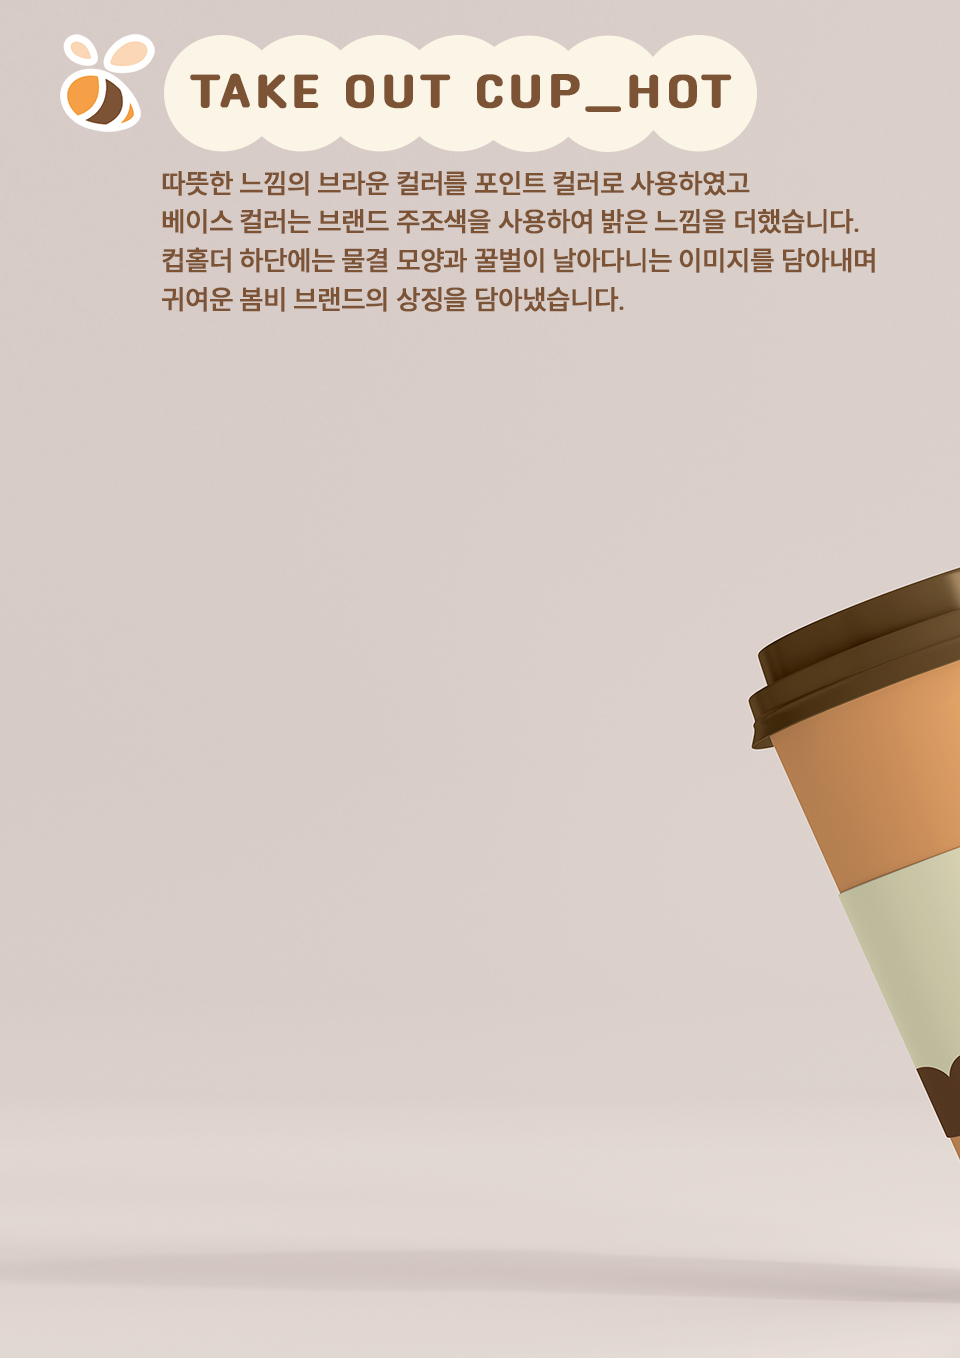 TAKE OUT CUP_HOT
따뜻한 느낌의 브라운 컬러를 포인트 컬러로 사용하였고
베이스 컬러는 브랜드 주조색을 사용하여 밝은 느낌을 더했습니다.
컵홀더 하단에는 물결 모양과 꿀벌이 날아다니는 이미지를 담아내며
귀여운 봄비 브랜드의 상징을 담아냈습니다.